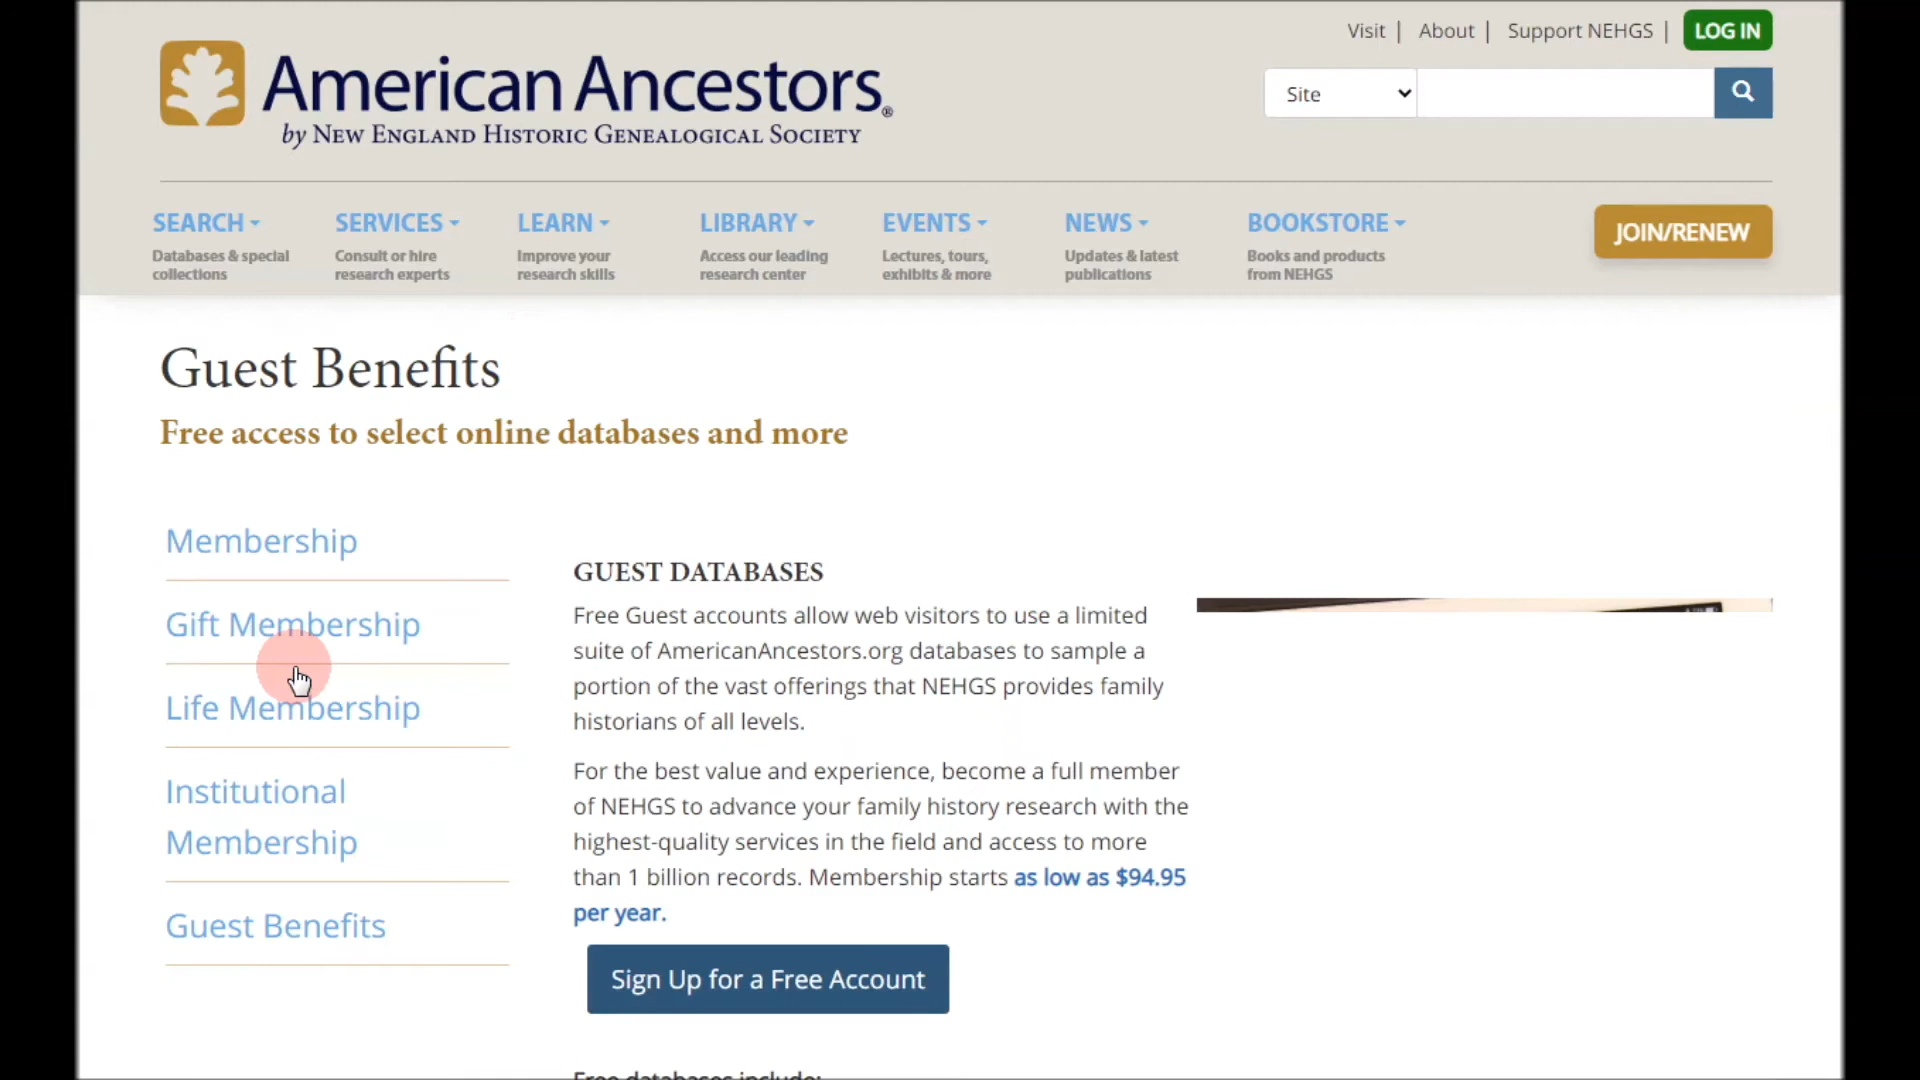 Visit | About | Support NEHGS | LOG IN
American Ancestors®
by NEW ENGLAND HISTORIC GENEALOGICAL SOCIETY
Site
SEARCH SERVICES LEARN LIBRARY EVENTS NEWS BOOKSTORE
Databases & special collections
Consult or hire research experts
Improve your research skills
Access our leading research center
Lectures, tours, exhibits & more
Updates & latest publications
Books and products from NEHGS
JOIN/RENEW
Guest Benefits
Free access to select online databases and more
Membership
Gift Membership
Life Membership
Institutional
Membership
Guest Benefits
GUEST DATABASES
Free Guest accounts allow web visitors to use a limited
suite of AmericanAncestors.org databases to sample a
portion of the vast offerings that NEHGS provides family
historians of all levels.
For the best value and experience, become a full member
of NEHGS to advance your family history research with the
highest-quality services in the field and access to more
than 1 billion records. Membership starts as low as $94.95
per year.
Sign Up for a Free Account
Free databases include: